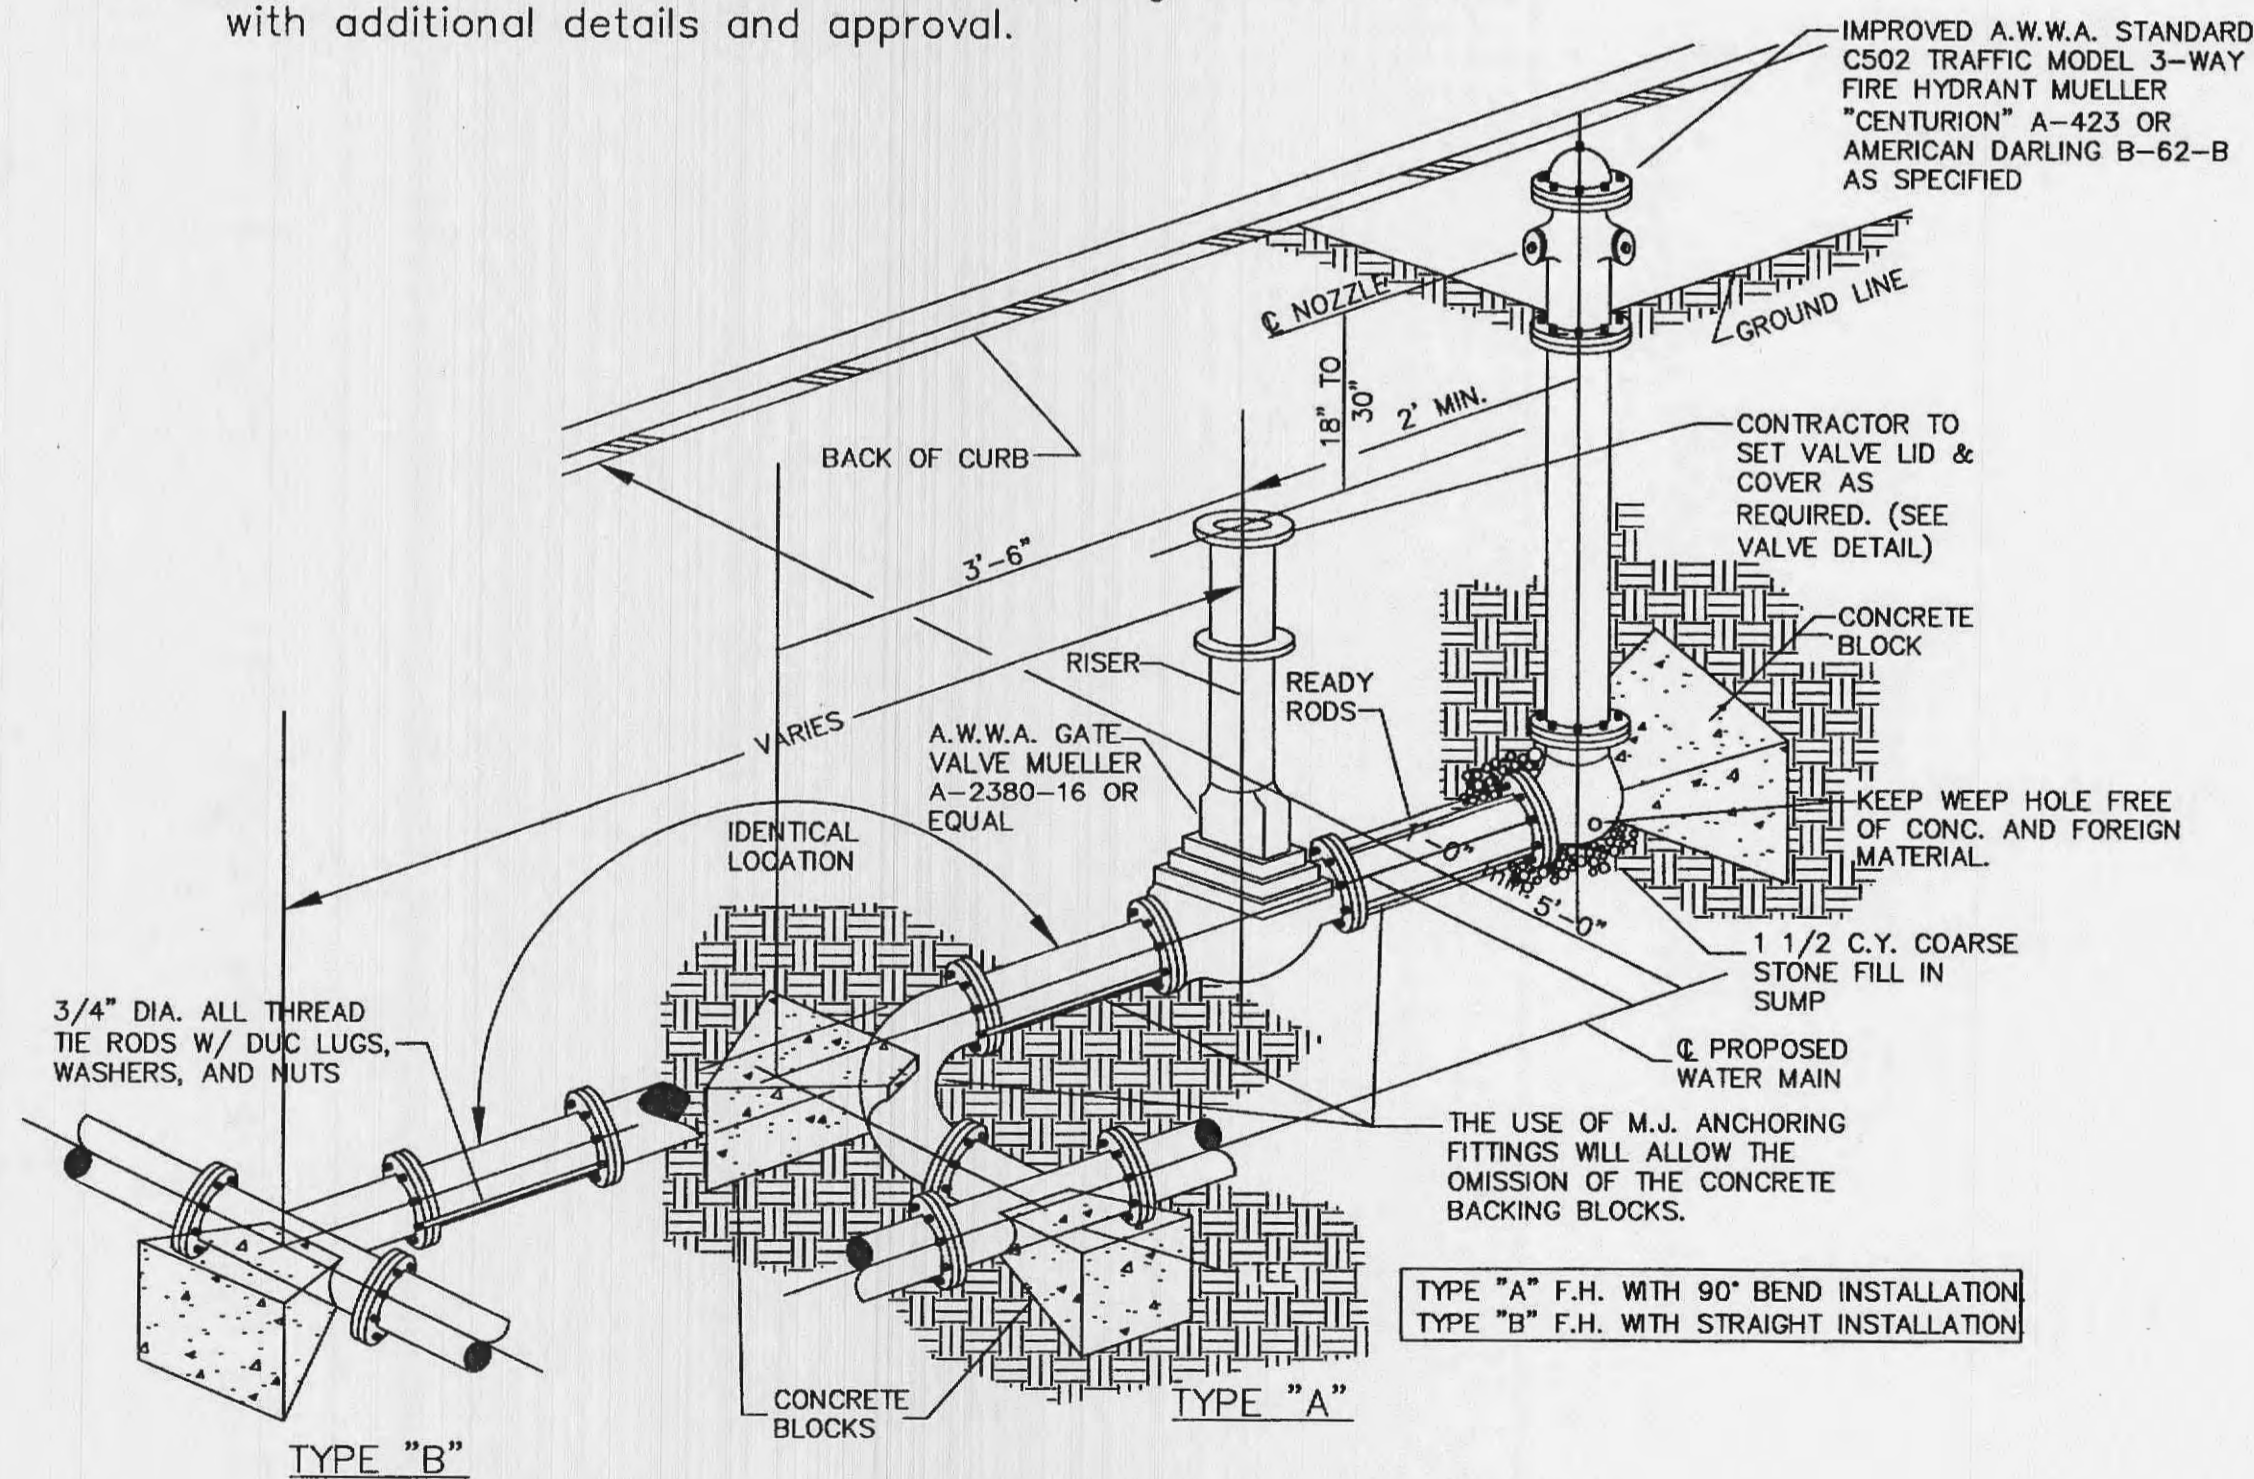 with additional details and approval.
IMPROVED A.W.W.A. STANDARD
C502 TRAFFIC MODEL 3-WAY
FIRE HYDRANT MUELLER
"CENTURION" A-423 OR
AMERICAN DARLING B-62-B
AS SPECIFIED
℄ NOZZLE
GROUND LINE
18" TO
30"
2' MIN.
BACK OF CURB
CONTRACTOR TO
SET VALVE LID &
COVER AS
REQUIRED. (SEE
VALVE DETAIL)
3'-6"
CONCRETE
BLOCK
RISER
READY
RODS
VARIES
A.W.W.A. GATE
VALVE MUELLER
A-2380-16 OR
EQUAL
IDENTICAL
LOCATION
KEEP WEEP HOLE FREE
OF CONC. AND FOREIGN
MATERIAL.
min.
5'-0"
1 1/2 C.Y. COARSE
STONE FILL IN
SUMP
3/4" DIA. ALL THREAD
TIE RODS W/ DUC LUGS,
WASHERS, AND NUTS
℄ PROPOSED
WATER MAIN
THE USE OF M.J. ANCHORING
FITTINGS WILL ALLOW THE
OMISSION OF THE CONCRETE
BACKING BLOCKS.
TEE
TYPE "A" F.H. WITH 90° BEND INSTALLATION
TYPE "B" F.H. WITH STRAIGHT INSTALLATION
CONCRETE
BLOCKS
TYPE "A"
TYPE "B"